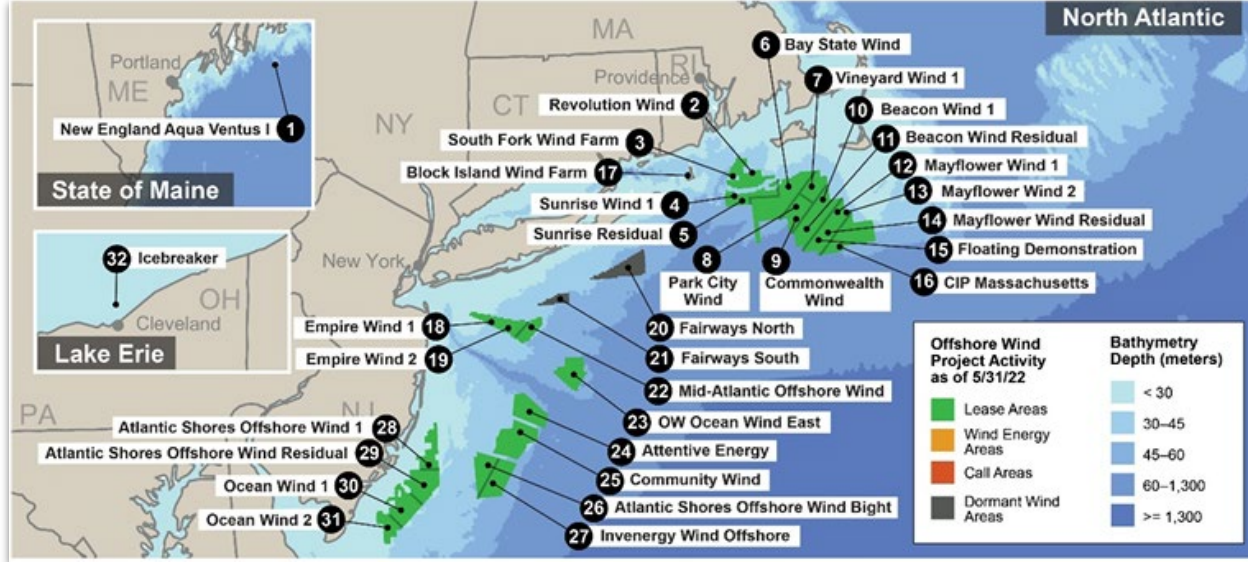 North Atlantic
MA
RI
Providence
CT
NY
PA
NJ
New York
Portland
ME
New England Aqua Ventus I 1
State of Maine
32 Icebreaker
OH
Cleveland
Lake Erie
6 Bay State Wind
7 Vineyard Wind 1
Revolution Wind 2
10 Beacon Wind 1
South Fork Wind Farm 3
11 Beacon Wind Residual
12 Mayflower Wind 1
Block Island Wind Farm 17
13 Mayflower Wind 2
Sunrise Wind 1 4
14 Mayflower Wind Residual
Sunrise Residual 5
15 Floating Demonstration
8
Park City
Wind
9
Commonwealth
Wind
16 CIP Massachusetts
Empire Wind 1 18
20 Fairways North
Empire Wind 2 19
21 Fairways South
22 Mid-Atlantic Offshore Wind
23 OW Ocean Wind East
Atlantic Shores Offshore Wind 1 28
24 Attentive Energy
Atlantic Shores Offshore Wind Residual 29
25 Community Wind
Ocean Wind 1 30
26 Atlantic Shores Offshore Wind Bight
Ocean Wind 2 31
27 Invenergy Wind Offshore
Offshore Wind
Project Activity
as of 5/31/22
Lease Areas
Wind Energy
Areas
Call Areas
Dormant Wind
Areas
Bathymetry
Depth (meters)
< 30
30–45
45–60
60–1,300
>= 1,300